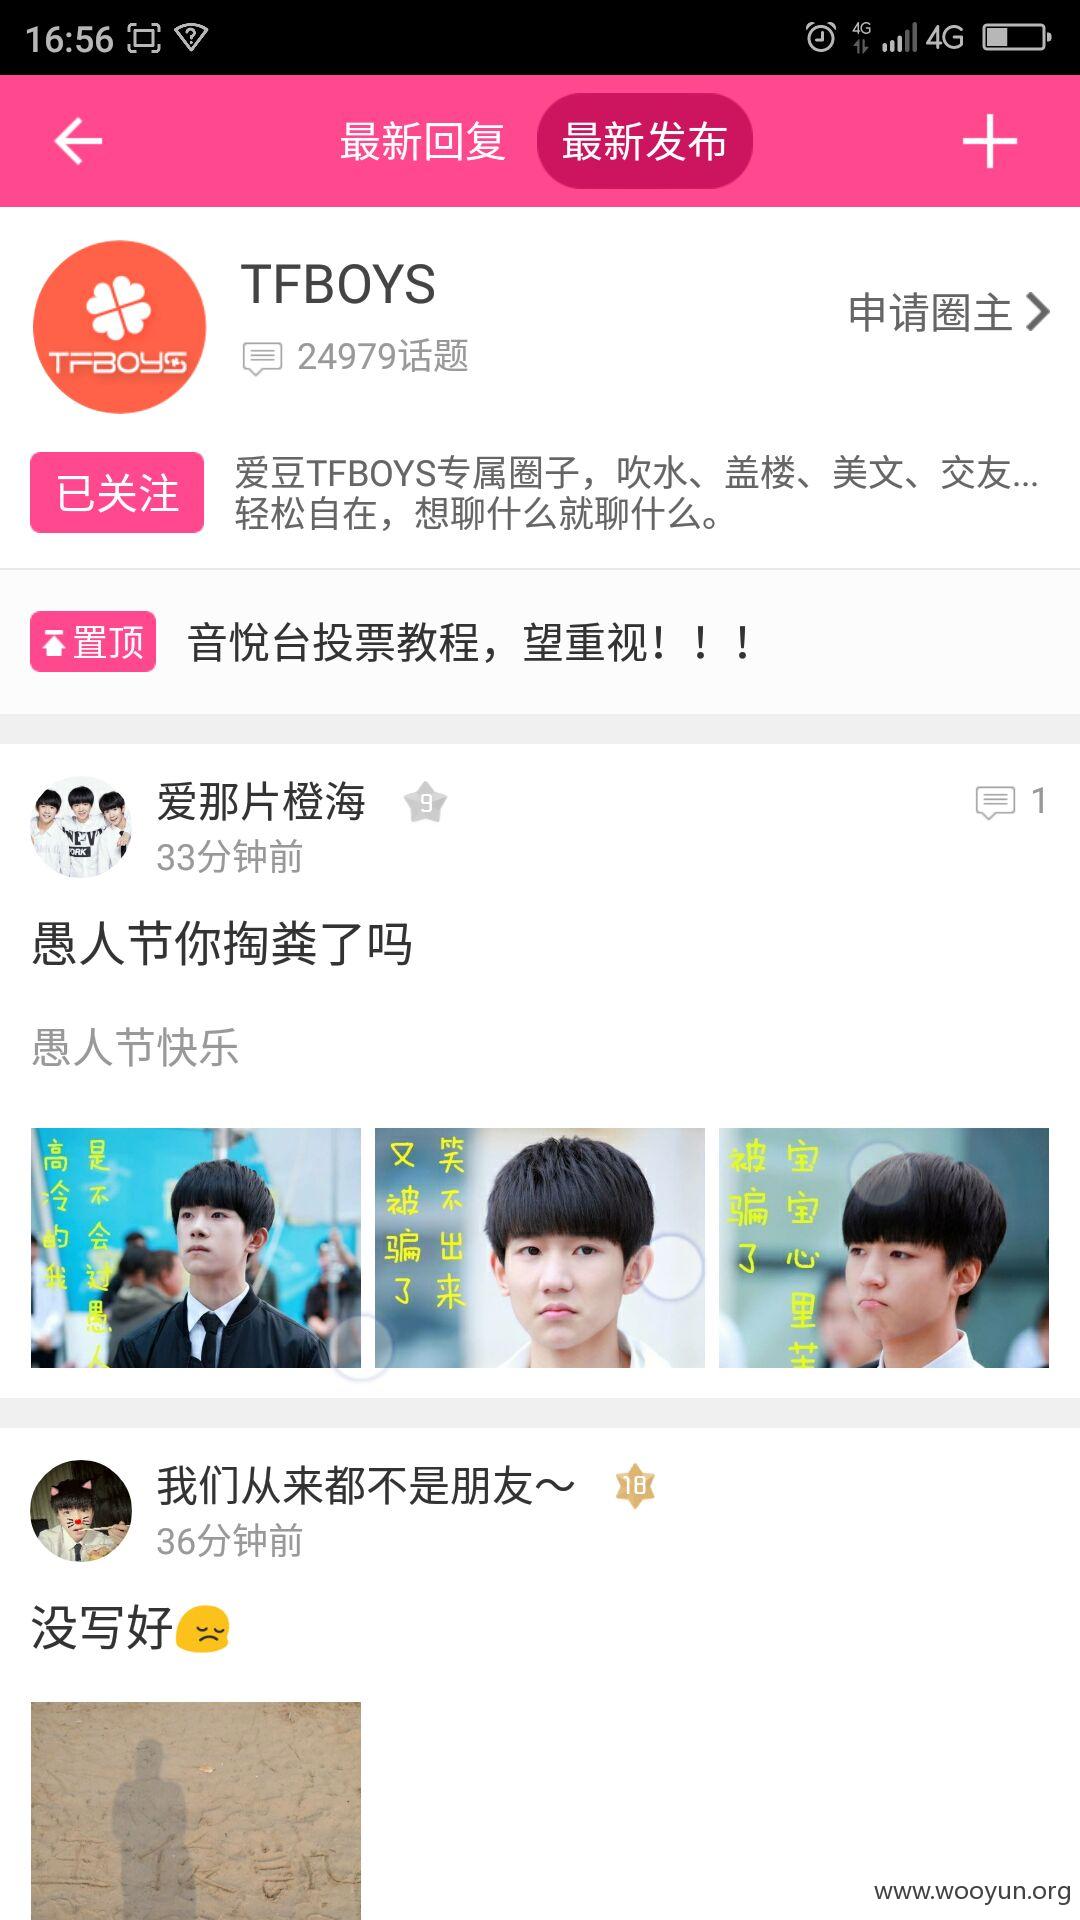 16:56
4G
4G
最新回复
最新发布
TFBOYS
TFBOYS
24979话题
申请圈主
已关注
爱豆TFBOYS专属圈子，吹水、盖楼、美文、交友...
轻松自在，想聊什么就聊什么。
置顶
音悦台投票教程，望重视！！！
爱那片橙海
9
1
33分钟前
愚人节你掏粪了吗
愚人节快乐
是不会过愚人
高冷的我
笑不出来
又被骗了
宝宝心里苦
被骗了
我们从来都不是朋友～
18
36分钟前
没写好😔
www.wooyun.org